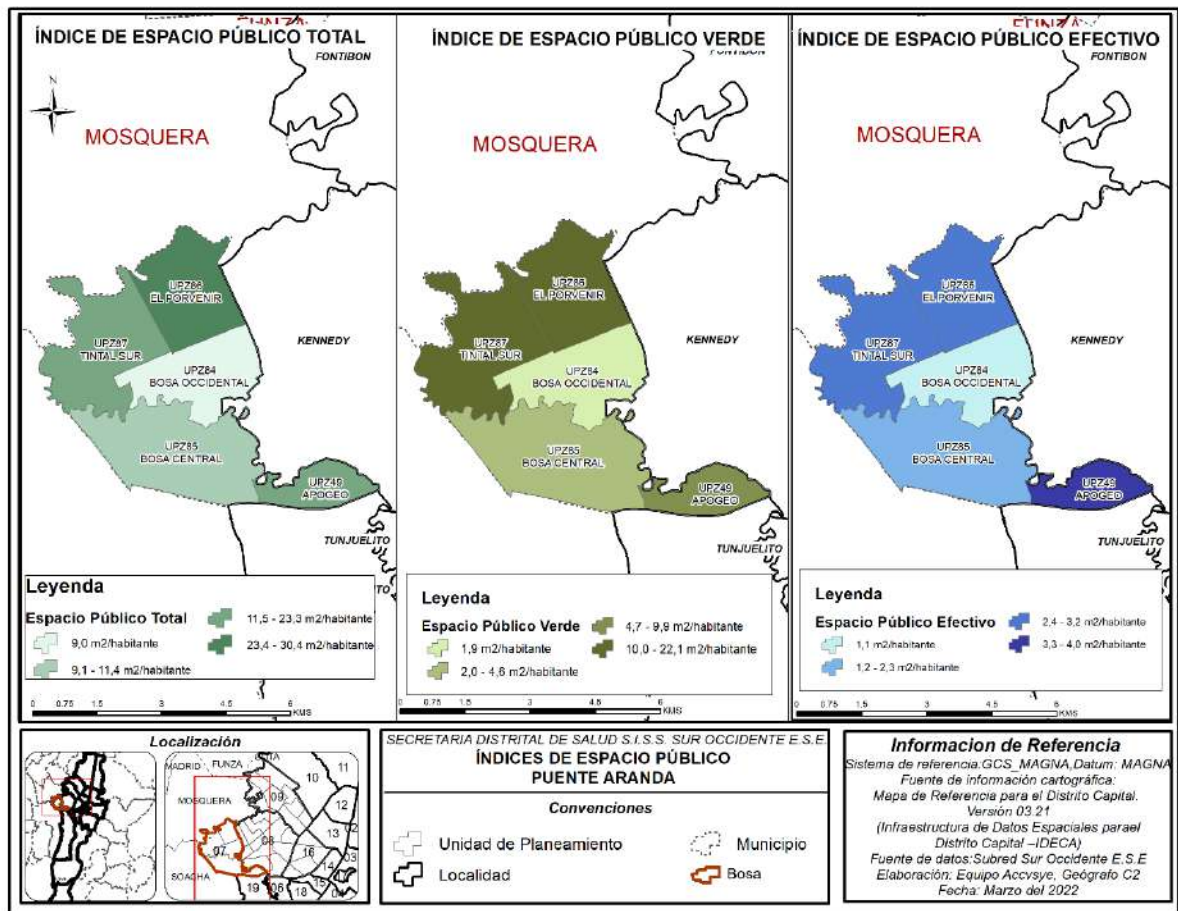 FUNZA
ÍNDICE DE ESPACIO PÚBLICO TOTAL
FONTIBON
N
MOSQUERA
UPZ86
EL PORVENIR
UPZ87
TINTAL SUR
KENNEDY
UPZ84
BOSA OCCIDENTAL
UPZ85
BOSA CENTRAL
UPZ49
APOGEO
TUNJUELITO
Leyenda
Espacio Público Total
9,0 m2/habitante
9,1 - 11,4 m2/habitante
11,5 - 23,3 m2/habitante
23,4 - 30,4 m2/habitante
0 0.75 1.5 3 4.5 6
KMS
ÍNDICE DE ESPACIO PÚBLICO VERDE
FONTIBON
MOSQUERA
UPZ86
EL PORVENIR
UPZ87
TINTAL SUR
KENNEDY
UPZ84
BOSA OCCIDENTAL
UPZ85
BOSA CENTRAL
UPZ49
APOGEO
TUNJUELITO
Leyenda
Espacio Público Verde
1,9 m2/habitante
2,0 - 4,6 m2/habitante
4,7 - 9,9 m2/habitante
10,0 - 22,1 m2/habitante
0 0.75 1.5 3 4.5 6
KMS
FUNZA
ÍNDICE DE ESPACIO PÚBLICO EFECTIVO
FONTIBON
MOSQUERA
UPZ86
EL PORVENIR
UPZ87
TINTAL SUR
KENNEDY
UPZ84
BOSA OCCIDENTAL
UPZ85
BOSA CENTRAL
UPZ49
APOGEO
TUNJUELITO
Leyenda
Espacio Público Efectivo
1,1 m2/habitante
1,2 - 2,3 m2/habitante
2,4 - 3,2 m2/habitante
3,3 - 4,0 m2/habitante
0 0.75 1.5 3 4.5 6
KMS
Localización
MADRID FUNZA COTA
11
10
MOSQUERA
09
12
13
02
07
08
16
03
14
SOACHA
15
04
19
06
18
SECRETARIA DISTRITAL DE SALUD S.I.S.S. SUR OCCIDENTE E.S.E.
ÍNDICES DE ESPACIO PÚBLICO
PUENTE ARANDA
Convenciones
Unidad de Planeamiento
Municipio
Localidad
Bosa
Informacion de Referencia
Sistema de referencia:GCS_MAGNA,Datum: MAGNA
Fuente de información cartográfica:
Mapa de Referencia para el Distrito Capital.
Versión 03.21
(Infraestructura de Datos Espaciales parael
Distrito Capital –IDECA)
Fuente de datos:Subred Sur Occidente E.S.E
Elaboración: Equipo Accvsye, Geógrafo C2
Fecha: Marzo del 2022